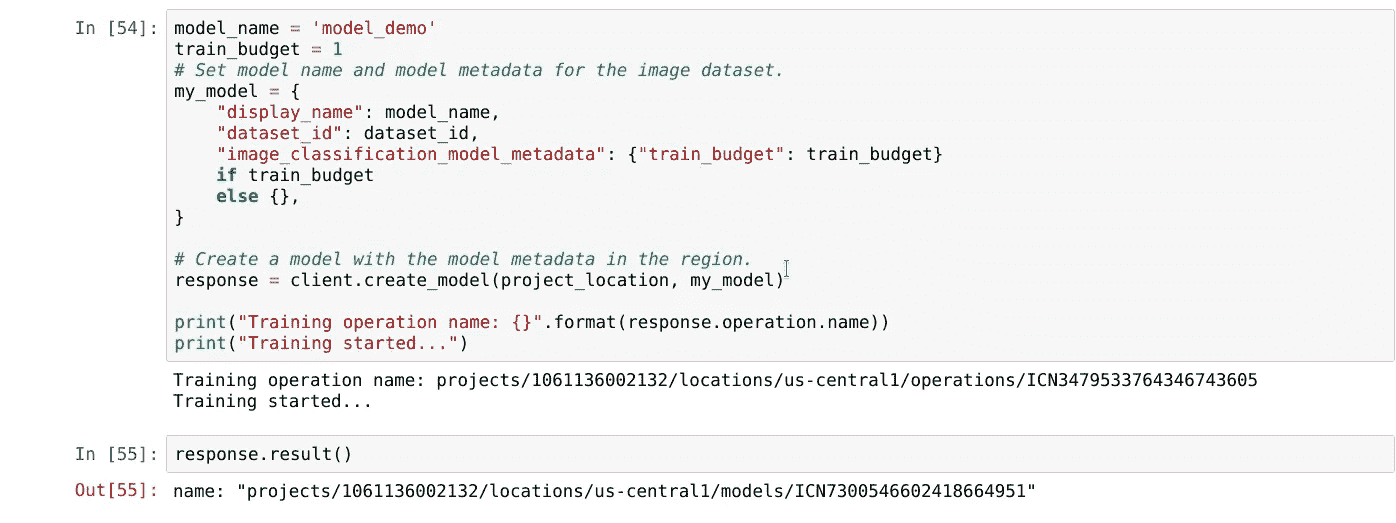 In [54]: model_name = 'model_demo'
train_budget = 1
# Set model name and model metadata for the image dataset.
my_model = {
    "display_name": model_name,
    "dataset_id": dataset_id,
    "image_classification_model_metadata": {"train_budget": train_budget}
    if train_budget
    else {},
}
# Create a model with the model metadata in the region.
response = client.create_model(project_location, my_model)
print("Training operation name: {}".format(response.operation.name))
print("Training started...")
Training operation name: projects/1061136002132/locations/us-central1/operations/ICN3479533764346743605
Training started...
In [55]: response.result()
Out[55]: name: "projects/1061136002132/locations/us-central1/models/ICN7300546602418664951"